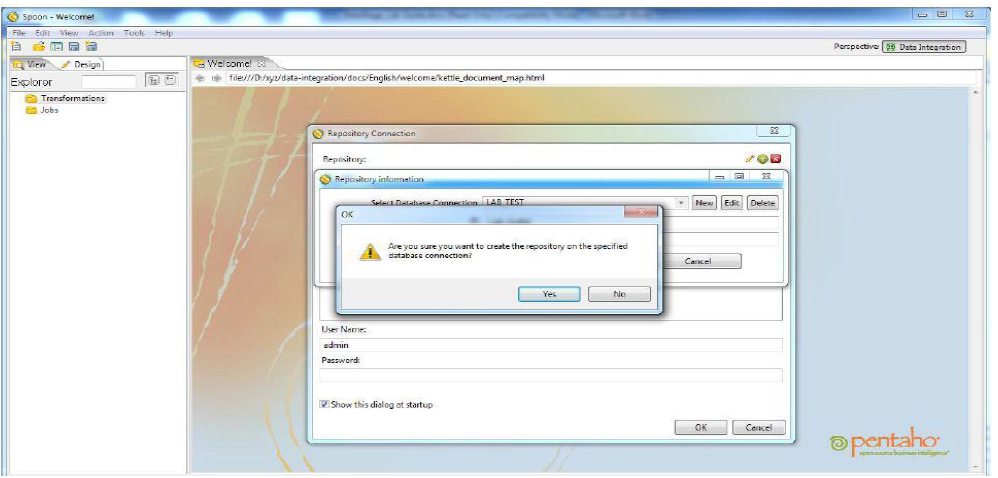 Spoon - Welcome!
File Edit View Action Tools Help
Perspective: Data Integration
View Design
Welcome!
Explorer
file:///D:/xyz/data-integration/docs/English/welcome/kettle_document_map.html
Transformations
Jobs
Repository Connection
Repository:
Repository information
Select Database Connection LAB TEST New Edit Delete
OK
Are you sure you want to create the repository on the specified
database connection?
Cancel
Yes No
User Name:
admin
Password:
Show this dialog at startup
OK Cancel
pentaho
open source business intelligence